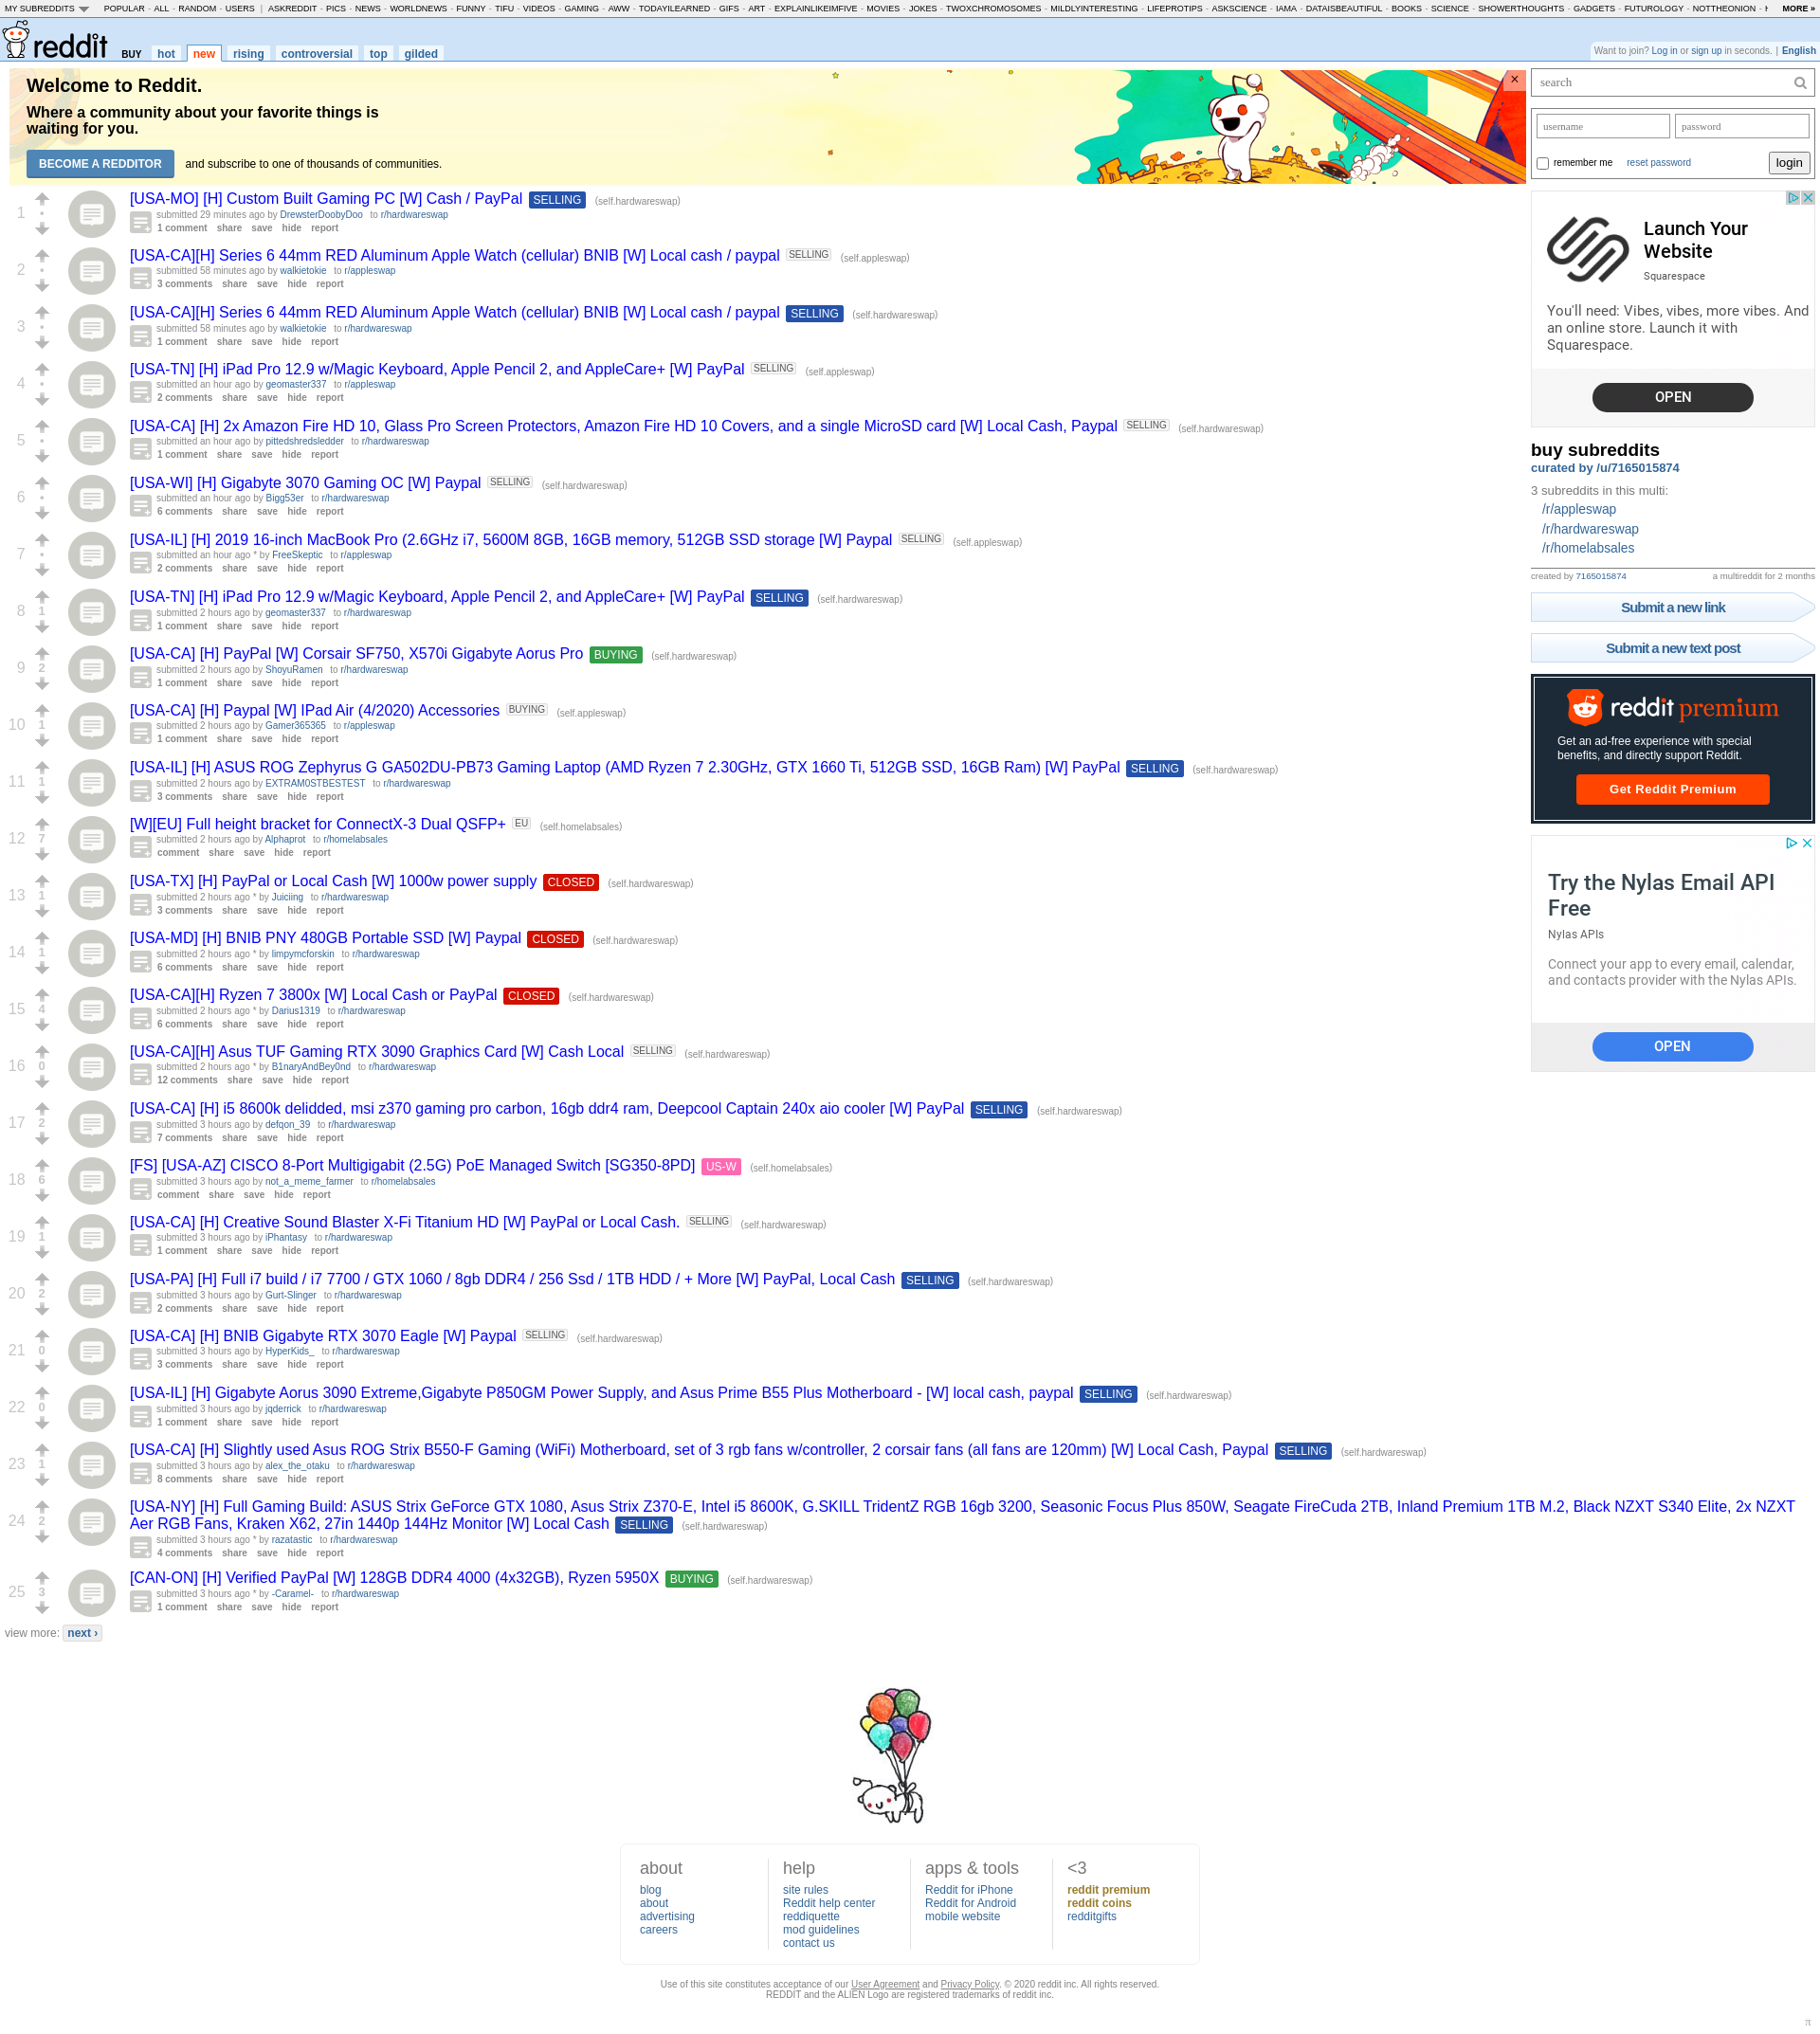 MY SUBREDDITS POPULAR - ALL - RANDOM - USERS | ASKREDDIT - PICS - NEWS - WORLDNEWS - FUNNY - TIFU - VIDEOS - GAMING - AWW - TODAYILEARNED - GIFS - ART - EXPLAINLIKEIMFIVE - MOVIES - JOKES - TWOXCHROMOSOMES - MILDLYINTERESTING - LIFEPROTIPS - ASKSCIENCE - IAMA - DATAISBEAUTIFUL - BOOKS - SCIENCE - SHOWERTHOUGHTS - GADGETS - FUTUROLOGY - NOTTHEONION - MORE »
reddit BUY hot new rising controversial top gilded
Want to join? Log in or sign up in seconds. | English
Welcome to Reddit.
Where a community about your favorite things is
waiting for you.
BECOME A REDDITOR and subscribe to one of thousands of communities.
×
1
[USA-MO] [H] Custom Built Gaming PC [W] Cash / PayPal SELLING (self.hardwareswap)
submitted 29 minutes ago by DrewsterDoobyDoo to r/hardwareswap
1 comment share save hide report
2
[USA-CA][H] Series 6 44mm RED Aluminum Apple Watch (cellular) BNIB [W] Local cash / paypal SELLING (self.appleswap)
submitted 58 minutes ago by walkietokie to r/appleswap
3 comments share save hide report
3
[USA-CA][H] Series 6 44mm RED Aluminum Apple Watch (cellular) BNIB [W] Local cash / paypal SELLING (self.hardwareswap)
submitted 58 minutes ago by walkietokie to r/hardwareswap
1 comment share save hide report
4
[USA-TN] [H] iPad Pro 12.9 w/Magic Keyboard, Apple Pencil 2, and AppleCare+ [W] PayPal SELLING (self.appleswap)
submitted an hour ago by geomaster337 to r/appleswap
2 comments share save hide report
5
[USA-CA] [H] 2x Amazon Fire HD 10, Glass Pro Screen Protectors, Amazon Fire HD 10 Covers, and a single MicroSD card [W] Local Cash, Paypal SELLING (self.hardwareswap)
submitted an hour ago by pittedshredsledder to r/hardwareswap
1 comment share save hide report
6
[USA-WI] [H] Gigabyte 3070 Gaming OC [W] Paypal SELLING (self.hardwareswap)
submitted an hour ago by Bigg53er to r/hardwareswap
6 comments share save hide report
7
[USA-IL] [H] 2019 16-inch MacBook Pro (2.6GHz i7, 5600M 8GB, 16GB memory, 512GB SSD storage [W] Paypal SELLING (self.appleswap)
submitted an hour ago * by FreeSkeptic to r/appleswap
2 comments share save hide report
8 1
[USA-TN] [H] iPad Pro 12.9 w/Magic Keyboard, Apple Pencil 2, and AppleCare+ [W] PayPal SELLING (self.hardwareswap)
submitted 2 hours ago by geomaster337 to r/hardwareswap
1 comment share save hide report
9 2
[USA-CA] [H] PayPal [W] Corsair SF750, X570i Gigabyte Aorus Pro BUYING (self.hardwareswap)
submitted 2 hours ago by ShoyuRamen to r/hardwareswap
1 comment share save hide report
10 1
[USA-CA] [H] Paypal [W] IPad Air (4/2020) Accessories BUYING (self.appleswap)
submitted 2 hours ago by Gamer365365 to r/appleswap
1 comment share save hide report
11 1
[USA-IL] [H] ASUS ROG Zephyrus G GA502DU-PB73 Gaming Laptop (AMD Ryzen 7 2.30GHz, GTX 1660 Ti, 512GB SSD, 16GB Ram) [W] PayPal SELLING (self.hardwareswap)
submitted 2 hours ago by EXTRAM0STBESTEST to r/hardwareswap
3 comments share save hide report
12 7
[W][EU] Full height bracket for ConnectX-3 Dual QSFP+ EU (self.homelabsales)
submitted 2 hours ago by Alphaprot to r/homelabsales
comment share save hide report
13 1
[USA-TX] [H] PayPal or Local Cash [W] 1000w power supply CLOSED (self.hardwareswap)
submitted 2 hours ago * by Juiciing to r/hardwareswap
3 comments share save hide report
14 1
[USA-MD] [H] BNIB PNY 480GB Portable SSD [W] Paypal CLOSED (self.hardwareswap)
submitted 2 hours ago * by limpymcforskin to r/hardwareswap
6 comments share save hide report
15 4
[USA-CA][H] Ryzen 7 3800x [W] Local Cash or PayPal CLOSED (self.hardwareswap)
submitted 2 hours ago * by Darius1319 to r/hardwareswap
6 comments share save hide report
16 0
[USA-CA][H] Asus TUF Gaming RTX 3090 Graphics Card [W] Cash Local SELLING (self.hardwareswap)
submitted 2 hours ago * by B1naryAndBey0nd to r/hardwareswap
12 comments share save hide report
17 2
[USA-CA] [H] i5 8600k delidded, msi z370 gaming pro carbon, 16gb ddr4 ram, Deepcool Captain 240x aio cooler [W] PayPal SELLING (self.hardwareswap)
submitted 3 hours ago by defqon_39 to r/hardwareswap
7 comments share save hide report
18 6
[FS] [USA-AZ] CISCO 8-Port Multigigabit (2.5G) PoE Managed Switch [SG350-8PD] US-W (self.homelabsales)
submitted 3 hours ago by not_a_meme_farmer to r/homelabsales
comment share save hide report
19 1
[USA-CA] [H] Creative Sound Blaster X-Fi Titanium HD [W] PayPal or Local Cash. SELLING (self.hardwareswap)
submitted 3 hours ago by iPhantasy to r/hardwareswap
1 comment share save hide report
20 2
[USA-PA] [H] Full i7 build / i7 7700 / GTX 1060 / 8gb DDR4 / 256 Ssd / 1TB HDD / + More [W] PayPal, Local Cash SELLING (self.hardwareswap)
submitted 3 hours ago by Gurt-Slinger to r/hardwareswap
2 comments share save hide report
21 0
[USA-CA] [H] BNIB Gigabyte RTX 3070 Eagle [W] Paypal SELLING (self.hardwareswap)
submitted 3 hours ago by HyperKids_ to r/hardwareswap
3 comments share save hide report
22 0
[USA-IL] [H] Gigabyte Aorus 3090 Extreme,Gigabyte P850GM Power Supply, and Asus Prime B55 Plus Motherboard - [W] local cash, paypal SELLING (self.hardwareswap)
submitted 3 hours ago by jqderrick to r/hardwareswap
1 comment share save hide report
23 1
[USA-CA] [H] Slightly used Asus ROG Strix B550-F Gaming (WiFi) Motherboard, set of 3 rgb fans w/controller, 2 corsair fans (all fans are 120mm) [W] Local Cash, Paypal SELLING (self.hardwareswap)
submitted 3 hours ago by alex_the_otaku to r/hardwareswap
8 comments share save hide report
24 2
[USA-NY] [H] Full Gaming Build: ASUS Strix GeForce GTX 1080, Asus Strix Z370-E, Intel i5 8600K, G.SKILL TridentZ RGB 16gb 3200, Seasonic Focus Plus 850W, Seagate FireCuda 2TB, Inland Premium 1TB M.2, Black NZXT S340 Elite, 2x NZXT
Aer RGB Fans, Kraken X62, 27in 1440p 144Hz Monitor [W] Local Cash SELLING (self.hardwareswap)
submitted 3 hours ago * by razatastic to r/hardwareswap
4 comments share save hide report
25 3
[CAN-ON] [H] Verified PayPal [W] 128GB DDR4 4000 (4x32GB), Ryzen 5950X BUYING (self.hardwareswap)
submitted 3 hours ago * by -Caramel- to r/hardwareswap
1 comment share save hide report
view more: next ›
search
username password
remember me reset password login
Launch Your
Website
Squarespace
You'll need: Vibes, vibes, more vibes. And
an online store. Launch it with
Squarespace.
OPEN
buy subreddits
curated by /u/7165015874
3 subreddits in this multi:
/r/appleswap
/r/hardwareswap
/r/homelabsales
created by 7165015874 a multireddit for 2 months
Submit a new link
Submit a new text post
reddit premium
Get an ad-free experience with special
benefits, and directly support Reddit.
Get Reddit Premium
Try the Nylas Email API
Free
Nylas APIs
Connect your app to every email, calendar,
and contacts provider with the Nylas APIs.
OPEN
about
blog
about
advertising
careers
help
site rules
Reddit help center
reddiquette
mod guidelines
contact us
apps & tools
Reddit for iPhone
Reddit for Android
mobile website
<3
reddit premium
reddit coins
redditgifts
Use of this site constitutes acceptance of our User Agreement and Privacy Policy. © 2020 reddit inc. All rights reserved.
REDDIT and the ALIEN Logo are registered trademarks of reddit inc.
π